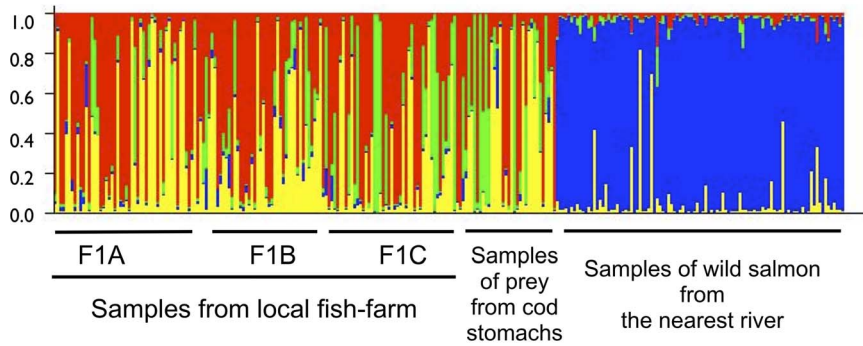 1.0
0.8
0.6
0.4
0.2
0.0
F1A F1B F1C
Samples from local fish-farm
Samples
of prey
from cod
stomachs
Samples of wild salmon
from
the nearest river